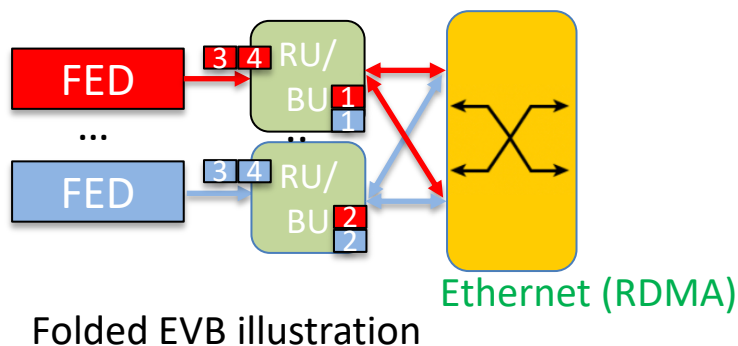 FED
3 4
RU/
BU
1
1
...
FED
3 4
RU/
BU
2
2
Ethernet (RDMA)
Folded EVB illustration